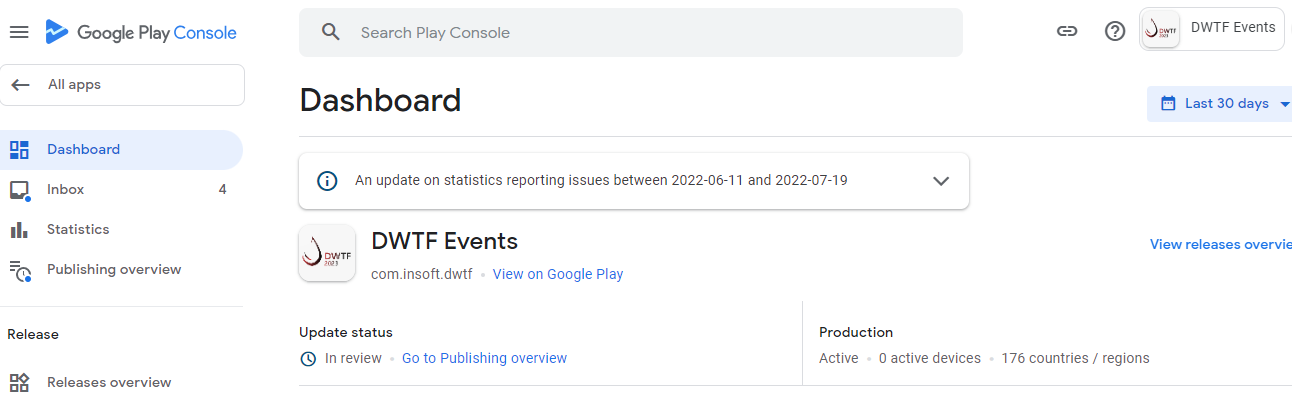 Google Play Console
Search Play Console
DWTF
2023
DWTF Events
All apps
Dashboard
Last 30 days
Dashboard
Inbox 4
An update on statistics reporting issues between 2022-06-11 and 2022-07-19
Statistics
Publishing overview
DWTF
2023
DWTF Events
com.insoft.dwtf • View on Google Play
View releases overvie
Update status
In review • Go to Publishing overview
Production
Active • 0 active devices • 176 countries / regions
Release
Releases overview